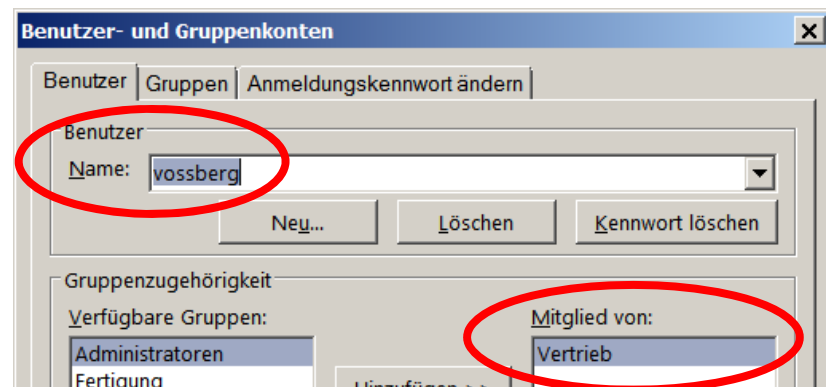 Benutzer- und Gruppenkonten
Benutzer Gruppen Anmeldungskennwort ändern
Benutzer
Name: vossberg
Neu... Löschen Kennwort löschen
Gruppenzugehörigkeit
Verfügbare Gruppen: Mitglied von:
Administratoren Vertrieb
Fertigung Hinzufügen >>